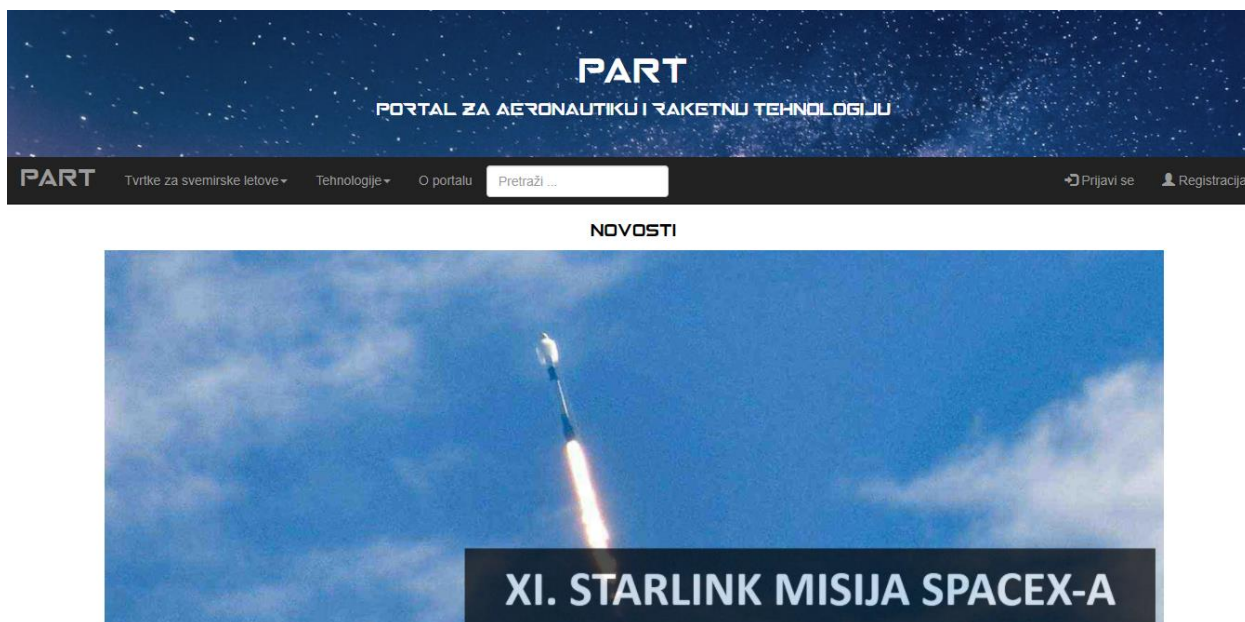 PART
PORTAL ZA AERONAUTIKU I RAKETNU TEHNOLOGIJU
PART Tvrtke za svemirske letove Tehnologije O portalu Pretraži ... Prijavi se Registracija
NOVOSTI
XI. STARLINK MISIJA SPACEX-A